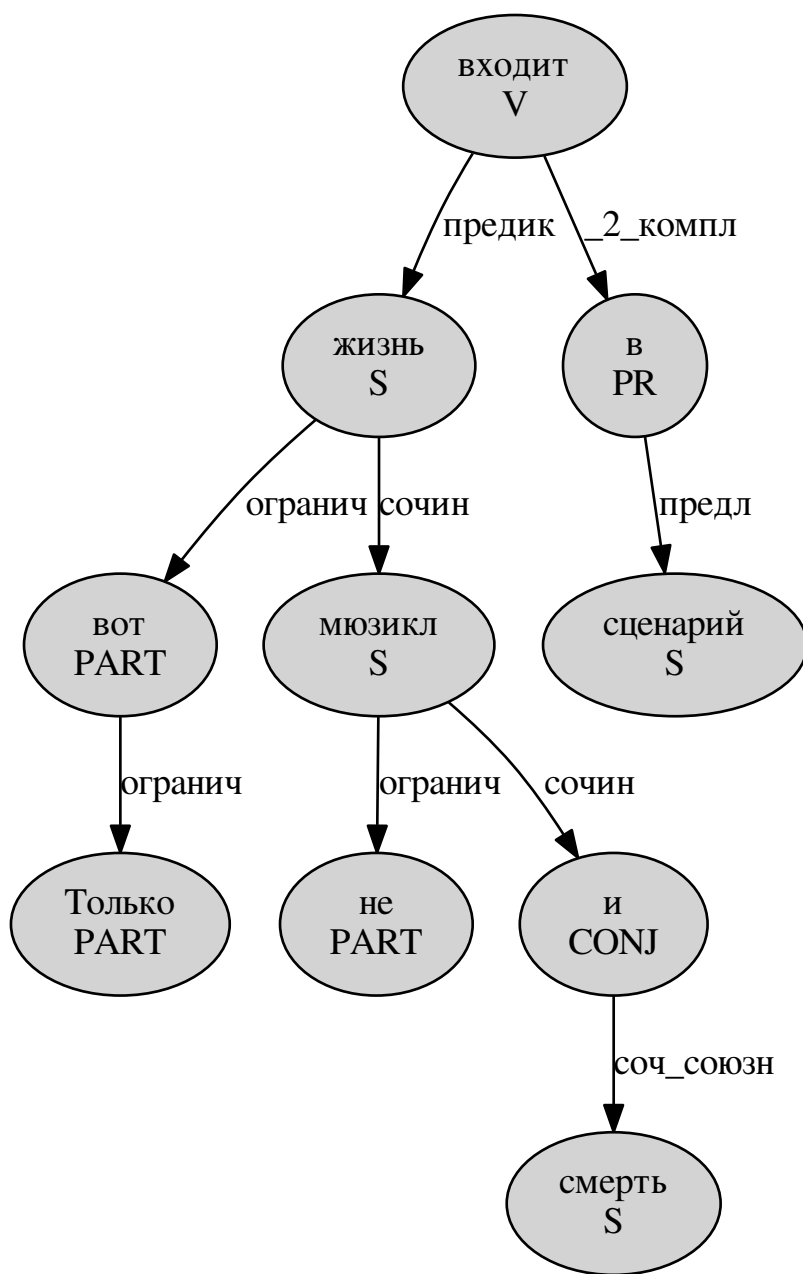 входит
V
предик
_2_компл
жизнь
S
в
PR
огранич
сочин
предл
вот
PART
мюзикл
S
сценарий
S
огранич
огранич
сочин
Только
PART
не
PART
и
CONJ
соч_союзн
смерть
S